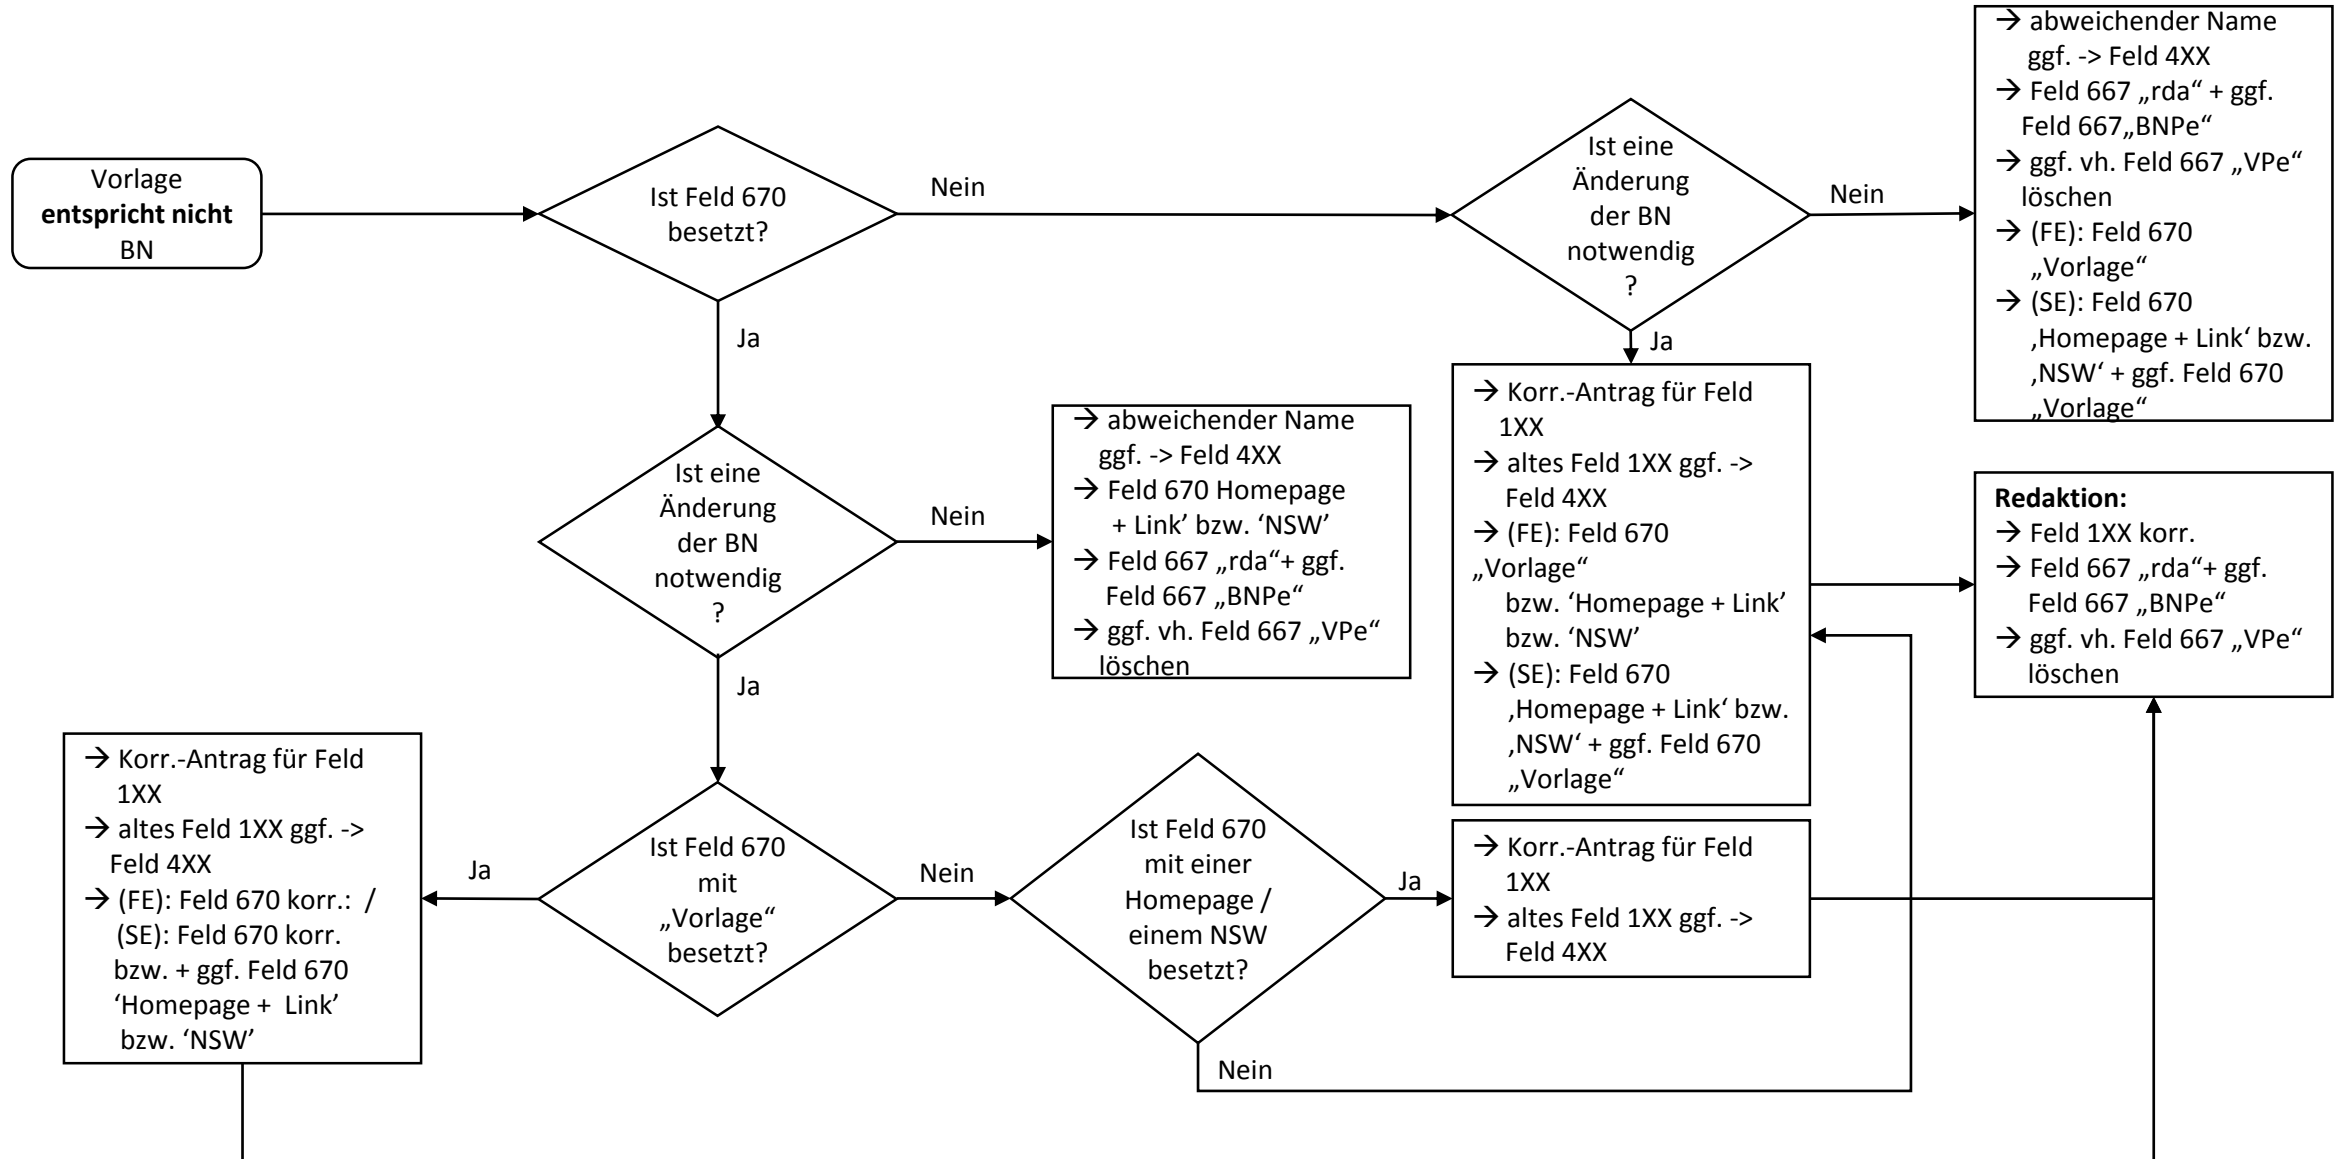 Vorlage
entspricht nicht
BN
Ist Feld 670
besetzt?
Nein
Ja
Ist eine
Änderung
der BN
notwendig
?
Nein
Ja
→ abweichender Name
ggf. -> Feld 4XX
→ Feld 667 „rda“ + ggf.
Feld 667„BNPe“
→ ggf. vh. Feld 667 „VPe“
löschen
→ (FE): Feld 670
„Vorlage“
→ (SE): Feld 670
‚Homepage + Link‘ bzw.
‚NSW‘ + ggf. Feld 670
„Vorlage“
Ist eine
Änderung
der BN
notwendig
?
Nein
Ja
→ abweichender Name
ggf. -> Feld 4XX
→ Feld 670 Homepage
+ Link’ bzw. ‘NSW’
→ Feld 667 „rda“+ ggf.
Feld 667 „BNPe“
→ ggf. vh. Feld 667 „VPe“
löschen
→ Korr.-Antrag für Feld
1XX
→ altes Feld 1XX ggf. ->
Feld 4XX
→ (FE): Feld 670
„Vorlage“
bzw. ‘Homepage + Link’
bzw. ‘NSW’
→ (SE): Feld 670
‚Homepage + Link‘ bzw.
‚NSW‘ + ggf. Feld 670
„Vorlage“
Redaktion:
→ Feld 1XX korr.
→ Feld 667 „rda“+ ggf.
Feld 667 „BNPe“
→ ggf. vh. Feld 667 „VPe“
löschen
→ Korr.-Antrag für Feld
1XX
→ altes Feld 1XX ggf. ->
Feld 4XX
→ (FE): Feld 670 korr.: /
(SE): Feld 670 korr.
bzw. + ggf. Feld 670
‘Homepage + Link’
bzw. ‘NSW’
Ja
Ist Feld 670
mit
„Vorlage“
besetzt?
Nein
Ist Feld 670
mit einer
Homepage /
einem NSW
besetzt?
Ja
Nein
→ Korr.-Antrag für Feld
1XX
→ altes Feld 1XX ggf. ->
Feld 4XX